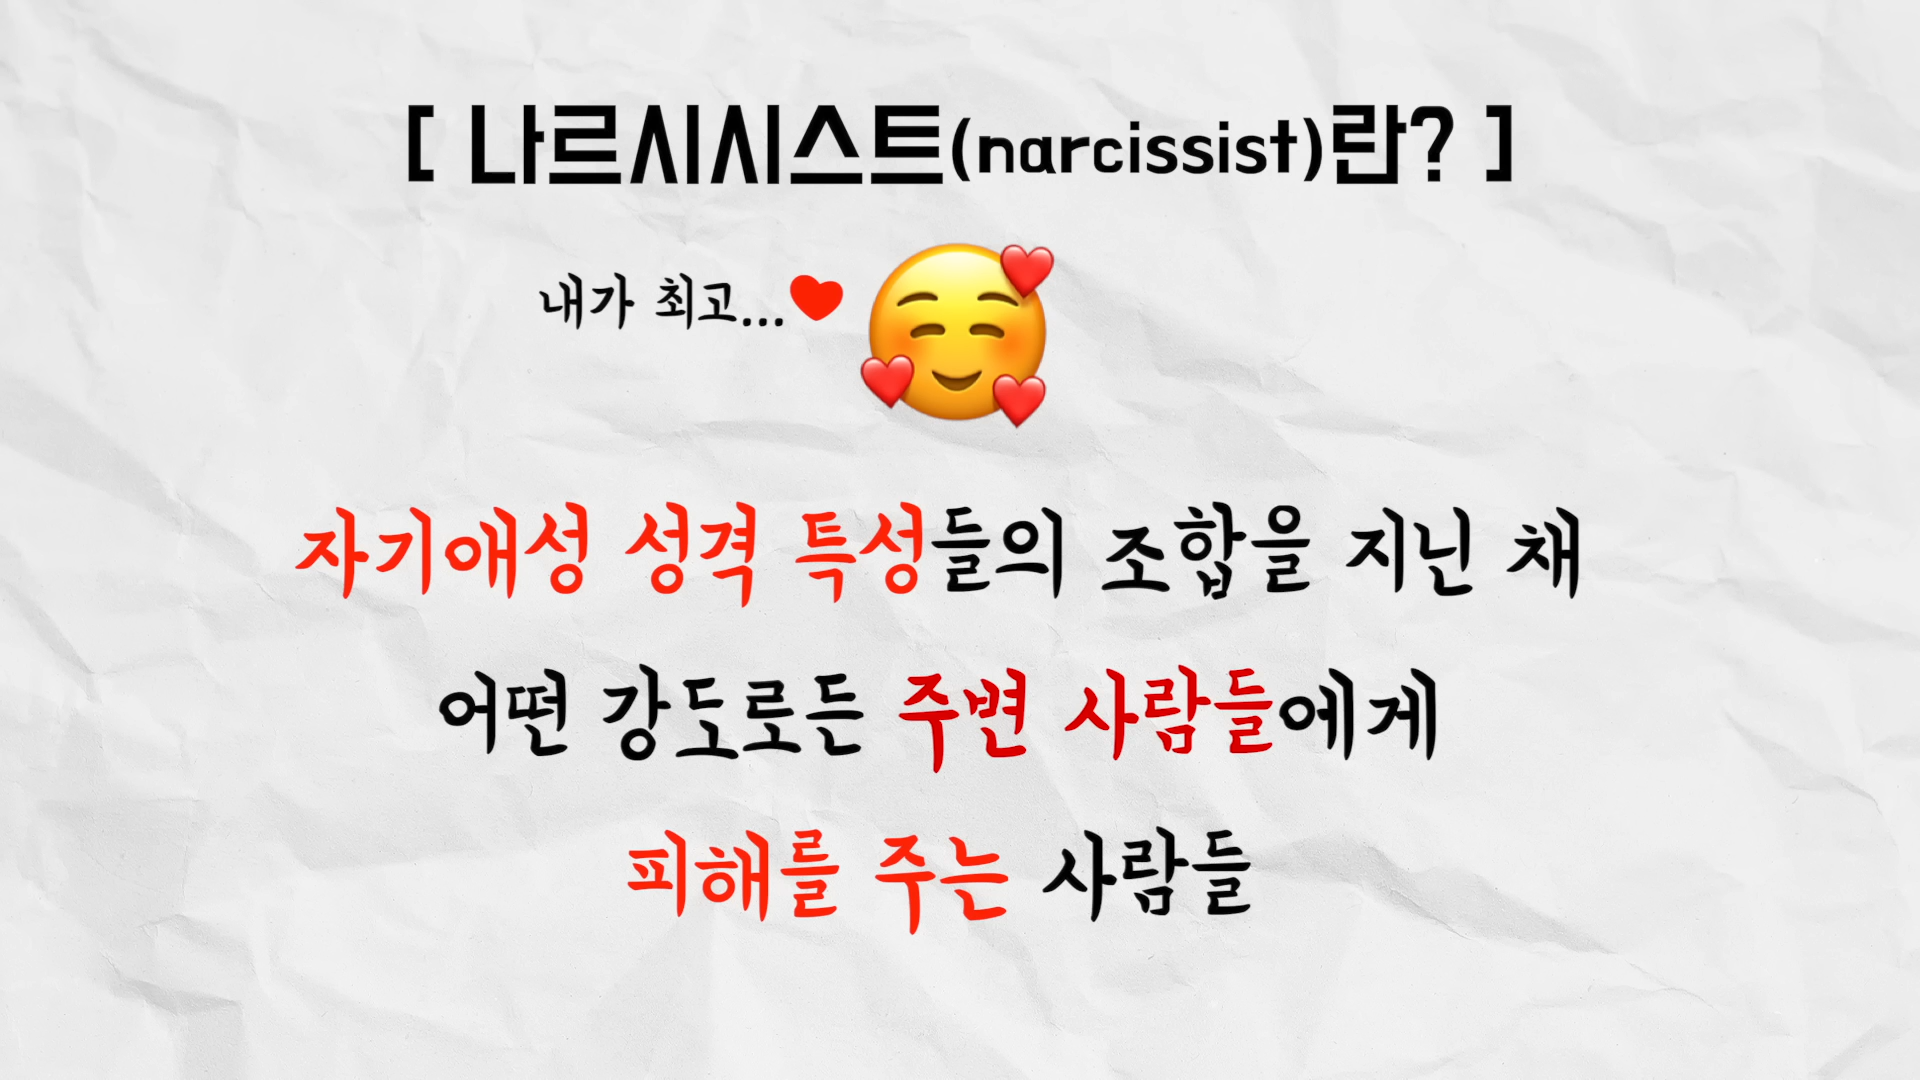 [ 나르시시스트(narcissist)란? ]
내가 최고...❤
자기애성 성격 특성들의 조합을 지닌 채
어떤 강도로든 주변 사람들에게
피해를 주는 사람들